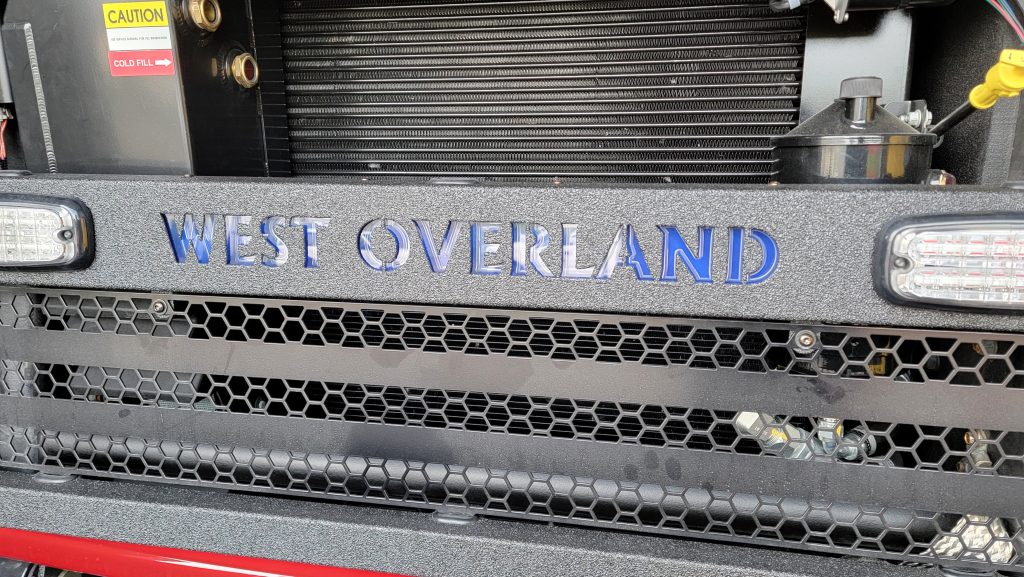 CAUTION
COLD FILL
WEST OVERLAND